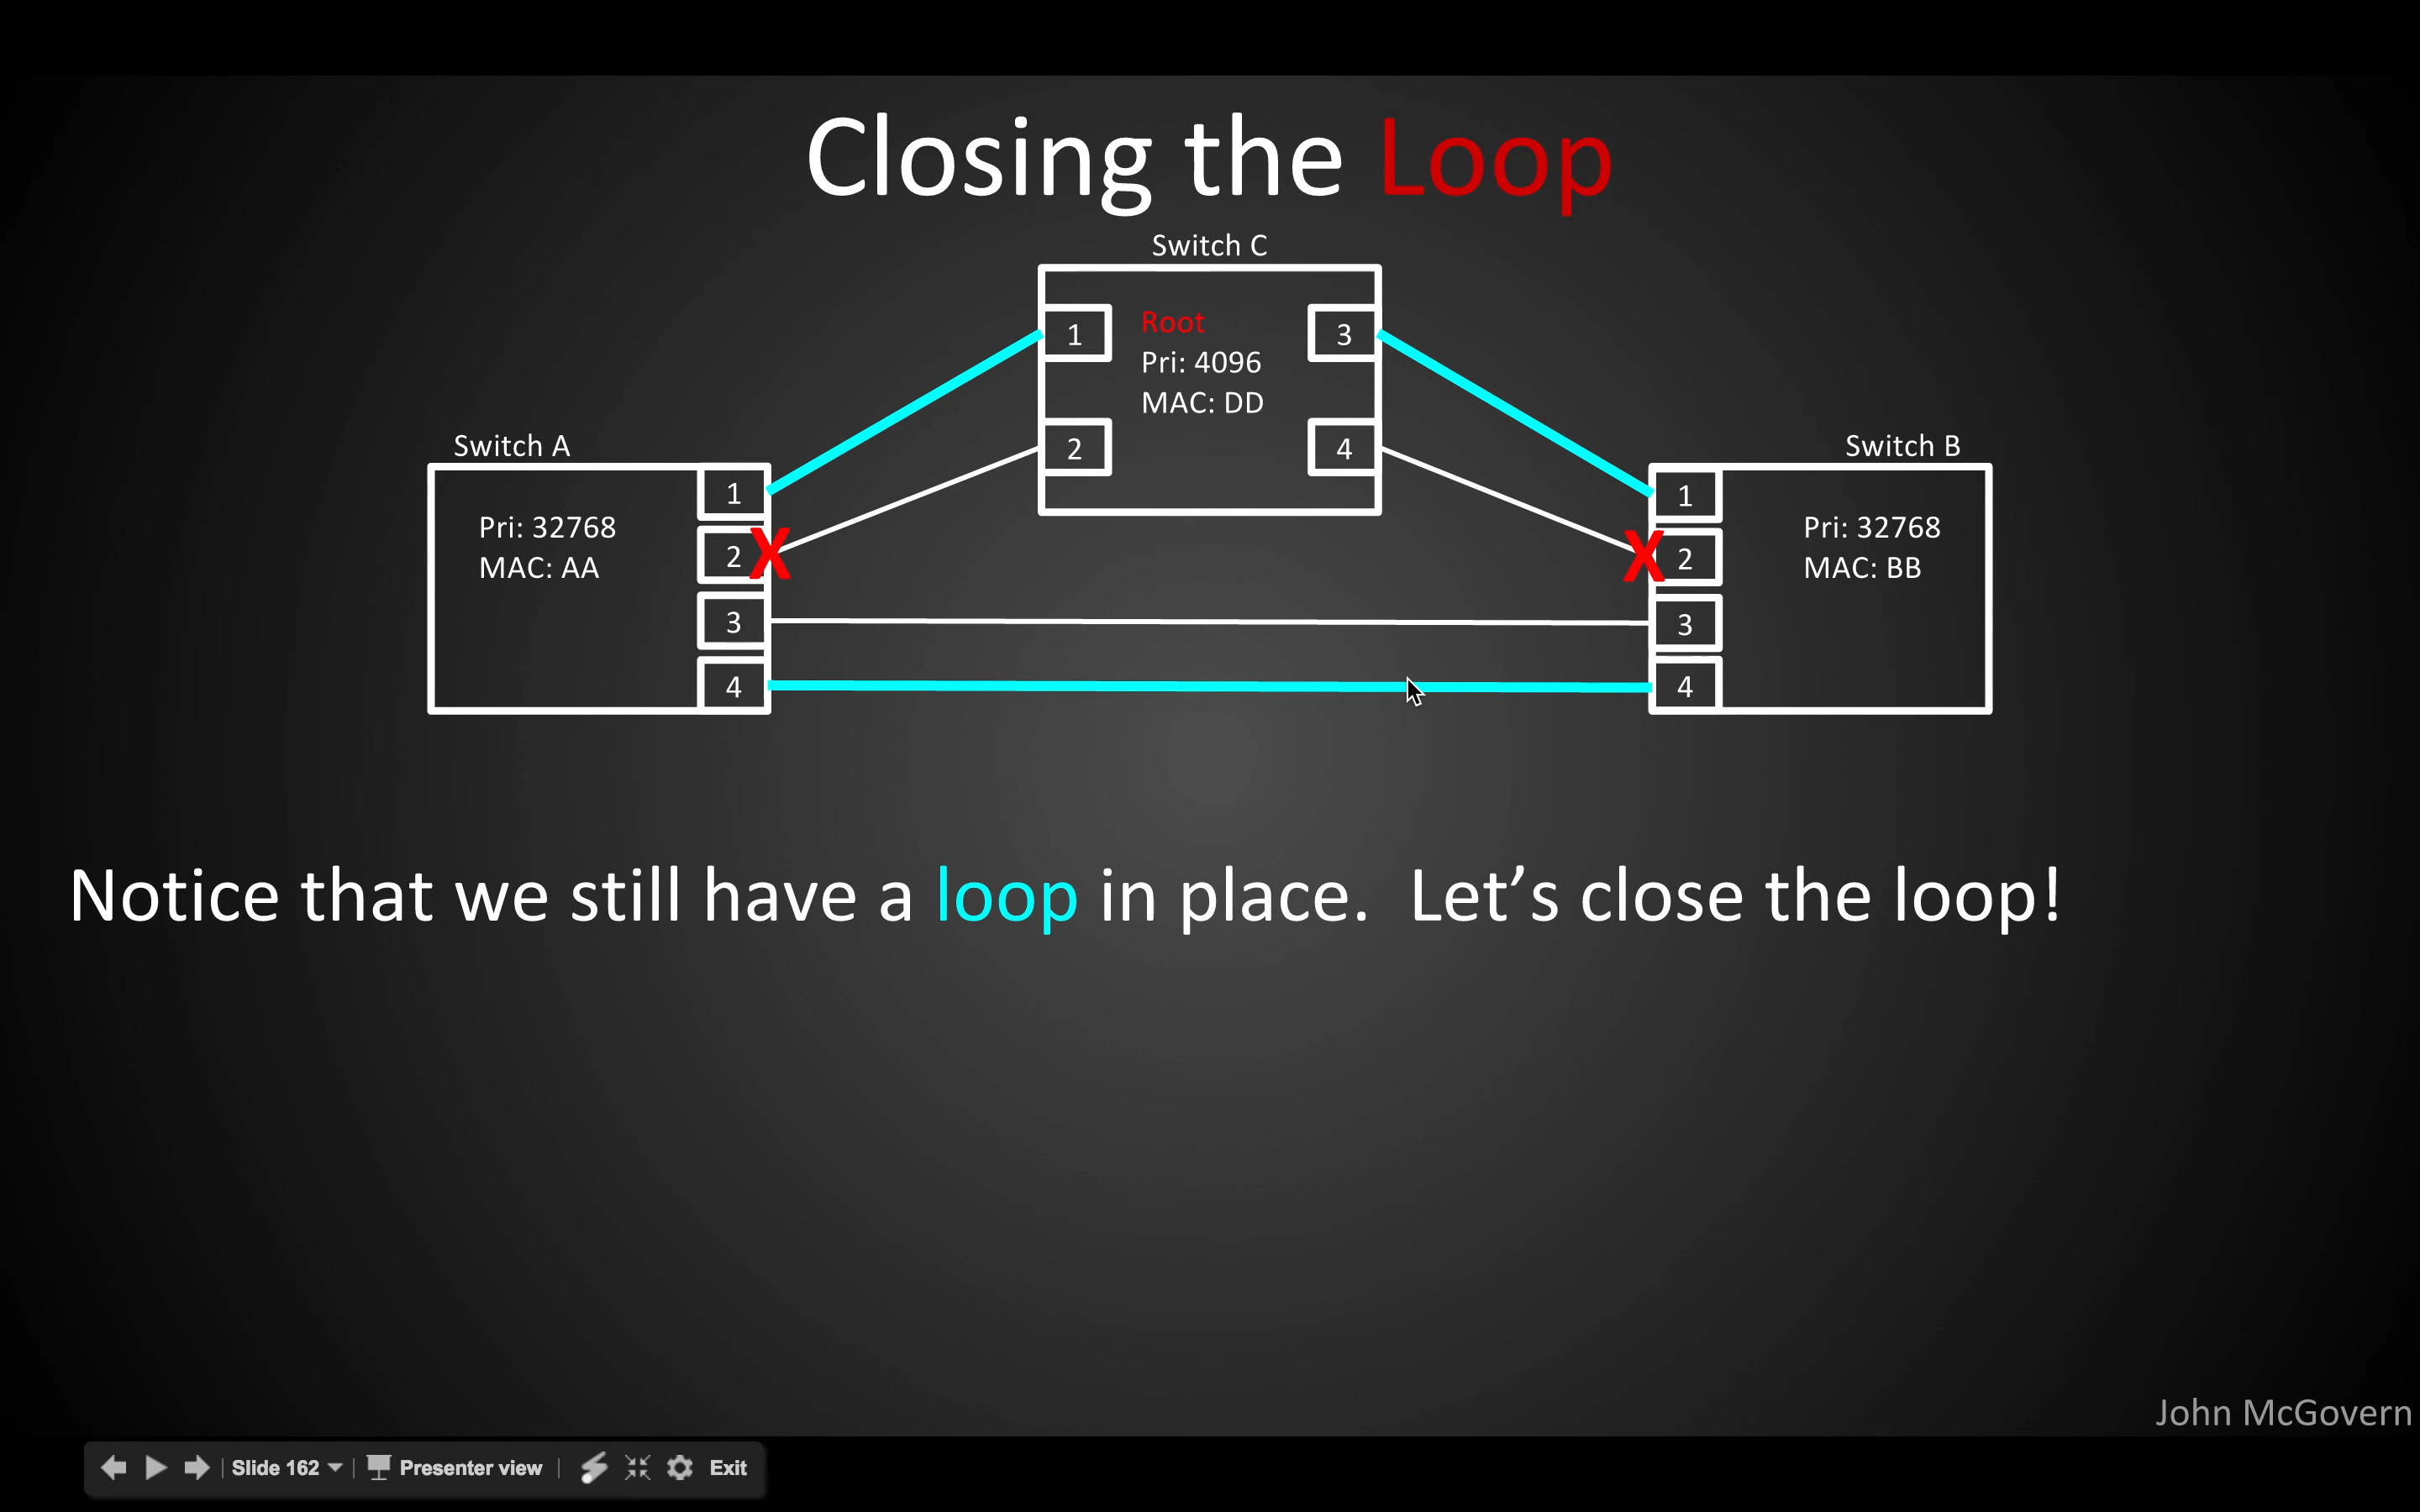 Closing the Loop
Switch C
1
Root
3
Pri: 4096
MAC: DD
2
4
Switch A
1
Pri: 32768
2
X
MAC: AA
3
4
Switch B
1
Pri: 32768
X
2
MAC: BB
3
4
Notice that we still have a loop in place. Let’s close the loop!
John McGovern
Slide 162
Presenter view
Exit